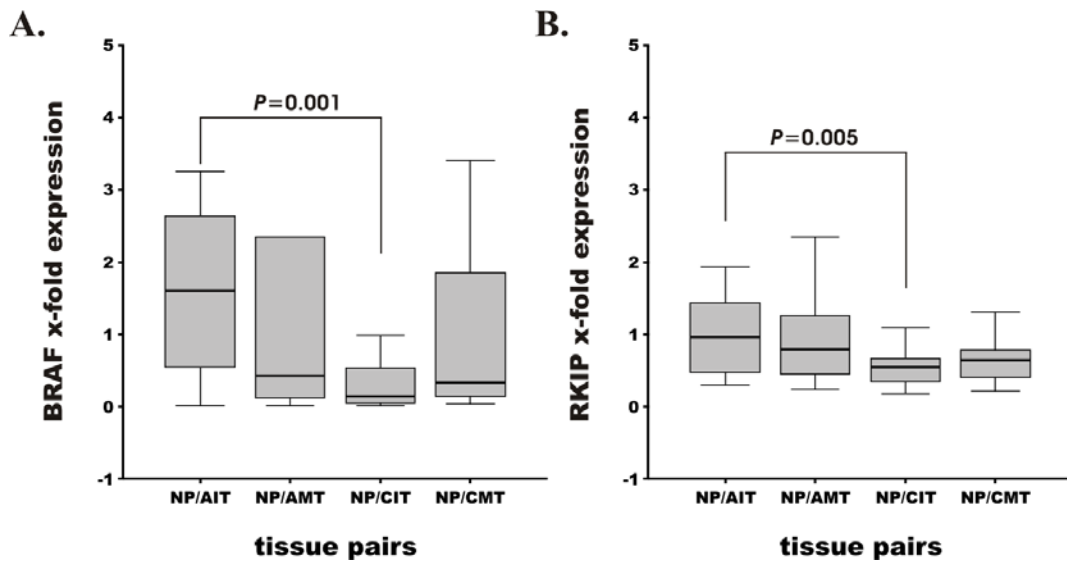 A.
BRAF x-fold expression
5
4
3
2
1
0
-1
P=0.001
NP/AIT NP/AMT NP/CIT NP/CMT
tissue pairs
B.
RKIP x-fold expression
5
4
3
2
1
0
-1
P=0.005
NP/AIT NP/AMT NP/CIT NP/CMT
tissue pairs